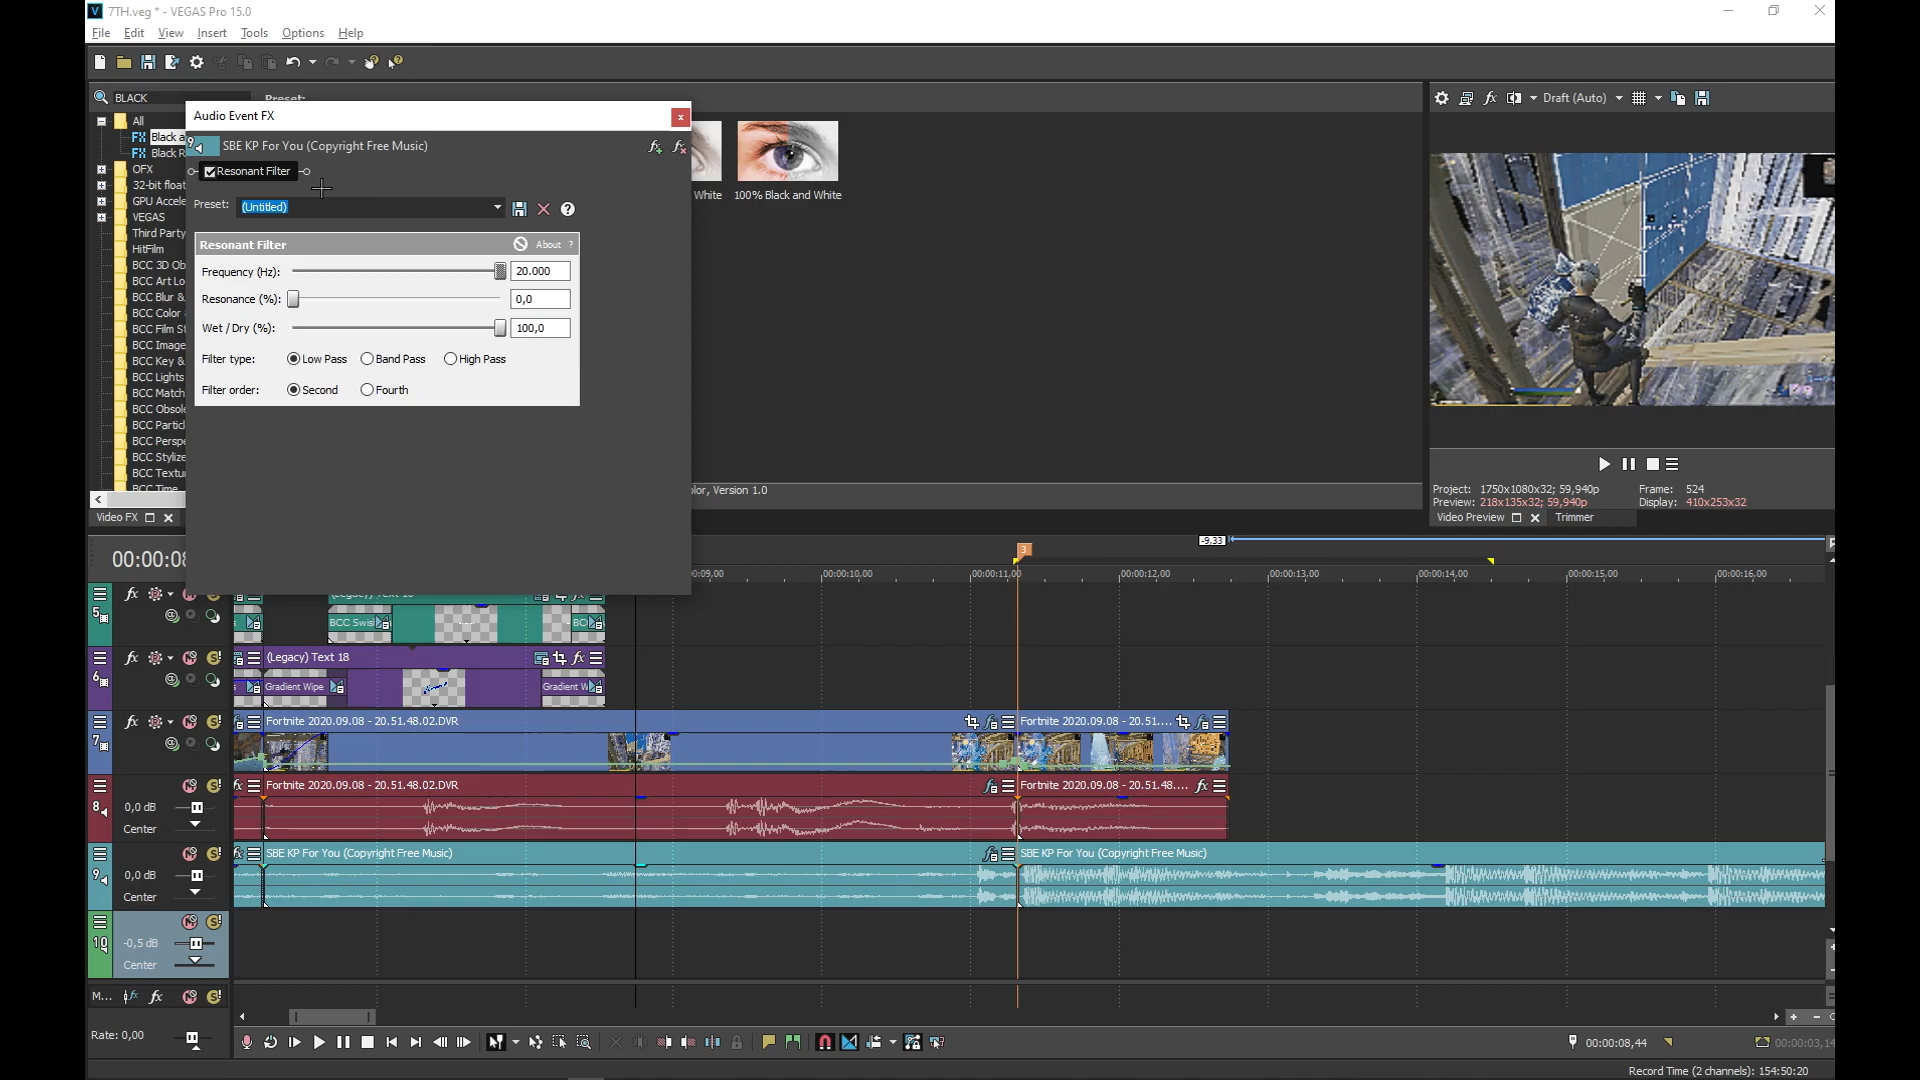 7TH.veg * - VEGAS Pro 15.0
File Edit View Insert Tools Options Help
BLACK
Preset:
All
Black a
Black R
OFX
32-bit float
GPU Accele
VEGAS
Third Party
HitFilm
BCC 3D Ob
BCC Art Lo
BCC Blur &
BCC Color
BCC Film St
BCC Image
BCC Key &
BCC Lights
BCC Match
BCC Obsole
BCC Particl
BCC Perspe
BCC Stylize
BCC Textu
BCC Time
Video FX
Audio Event FX
SBE KP For You (Copyright Free Music)
Resonant Filter
Preset: (Untitled)
Resonant Filter About ?
Frequency (Hz): 20.000
Resonance (%): 0,0
Wet / Dry (%): 100,0
Filter type: Low Pass Band Pass High Pass
Filter order: Second Fourth
White 100% Black and White
olor, Version 1.0
Draft (Auto)
Project: 1750x1080x32; 59,940p Frame: 524
Preview: 218x135x32; 59,940p Display: 410x253x32
Video Preview Trimmer
00:00:08
-9.33
3
00:00:10,00 00:00:11,00 00:00:12,00 00:00:13,00 00:00:14,00 00:00:15,00 00:00:16,00
5
(Legacy) Text 18
BCC Swis
6
(Legacy) Text 18
Gradient Wipe Gradient W
7
Fortnite 2020.09.08 - 20.51.48.02.DVR Fortnite 2020.09.08 - 20.51....
8
0,0 dB
Center
Fortnite 2020.09.08 - 20.51.48.02.DVR Fortnite 2020.09.08 - 20.51.48....
9
0,0 dB
Center
SBE KP For You (Copyright Free Music) SBE KP For You (Copyright Free Music)
10
-0,5 dB
Center
M...
Rate: 0,00
00:00:08,44 00:00:03,14
Record Time (2 channels): 154:50:20